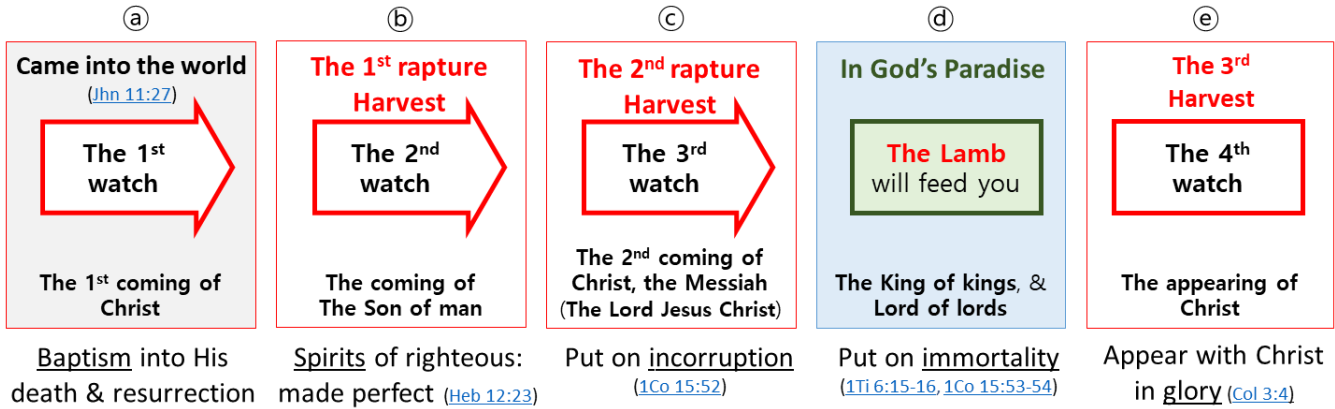 ⓐ
Came into the world
(Jhn 11:27)
The 1st
watch
The 1st coming of
Christ
Baptism into His
death & resurrection
ⓑ
The 1st rapture
Harvest
The 2nd
watch
The coming of
The Son of man
Spirits of righteous:
made perfect (Heb 12:23)
ⓒ
The 2nd rapture
Harvest
The 3rd
watch
The 2nd coming of
Christ, the Messiah
(The Lord Jesus Christ)
Put on incorruption
(1Co 15:52)
ⓓ
In God's Paradise
The Lamb
will feed you
The King of kings, &
Lord of lords
Put on immortality
(1Ti 6:15-16, 1Co 15:53-54)
ⓔ
The 3rd
Harvest
The 4th
watch
The appearing of
Christ
Appear with Christ
in glory (Col 3:4)